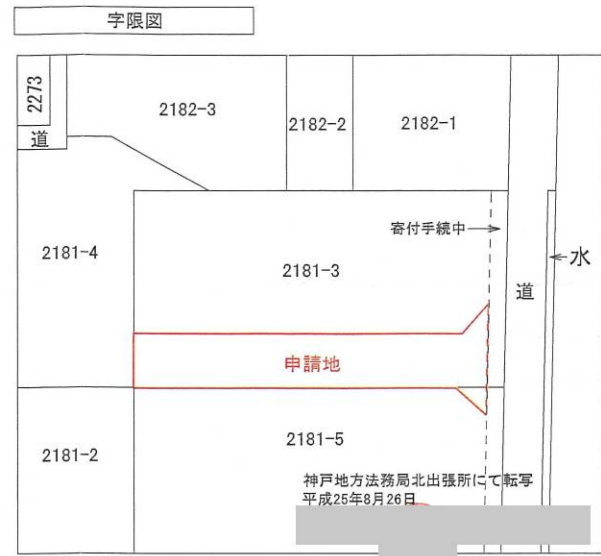 字限図
2273
道
2182-3
2182-2
2182-1
寄付手続中
2181-4
2181-3
道
水
申請地
2181-2
2181-5
神戸地方法務局北出張所にて転写
平成25年8月26日